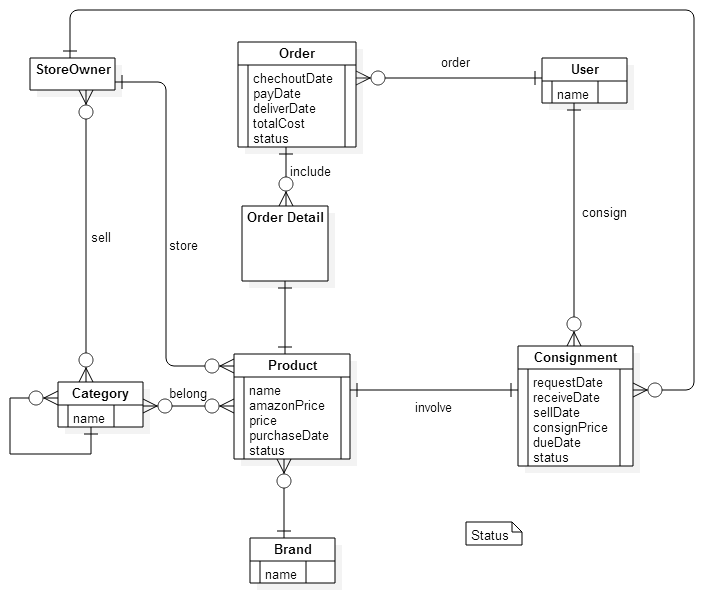 StoreOwner
Order
chechoutDate
payDate
deliverDate
totalCost
status
order
User
name
include
Order Detail
consign
sell
store
Category
name
belong
Product
name
amazonPrice
price
purchaseDate
status
involve
Consignment
requestDate
receiveDate
sellDate
consignPrice
dueDate
status
Status
Brand
name